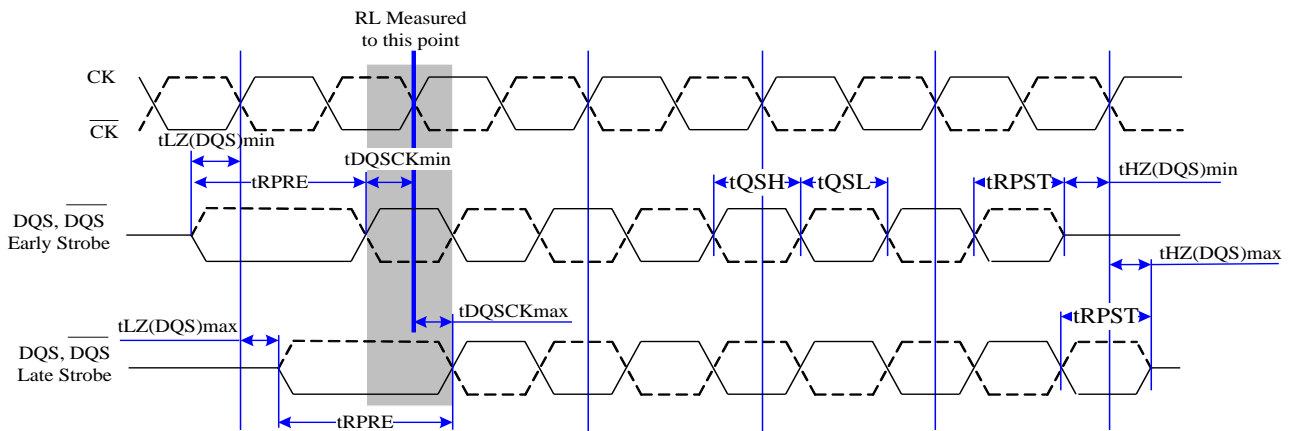 RL Measured
to this point
CK
CK
tLZ(DQS)min
tDQSCKmin
tRPRE
tQSH
tQSL
tRPST
tHZ(DQS)min
DQS, DQS
Early Strobe
tHZ(DQS)max
tDQSCKmax
tLZ(DQS)max
tRPST
DQS, DQS
Late Strobe
tRPRE